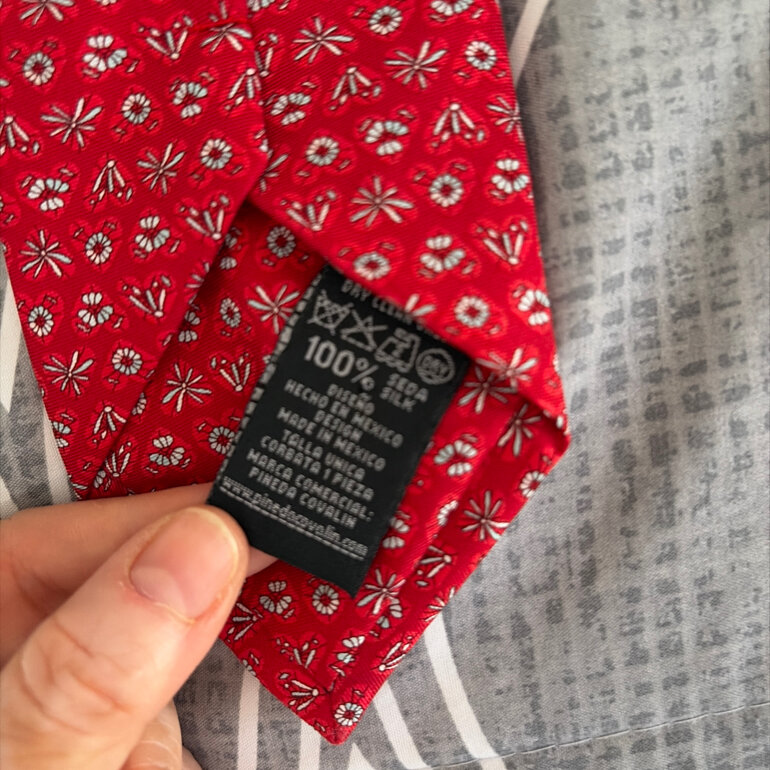 DRY CLEAN
100% SEDA
SILK
DISEÑO
HECHO EN MEXICO
DESIGN
MADE IN MEXICO
TALLA UNICA
CORBATA 1 PIEZA
MARCA COMERCIAL:
PINEDA COVALIN
www.pinedacovalin.com